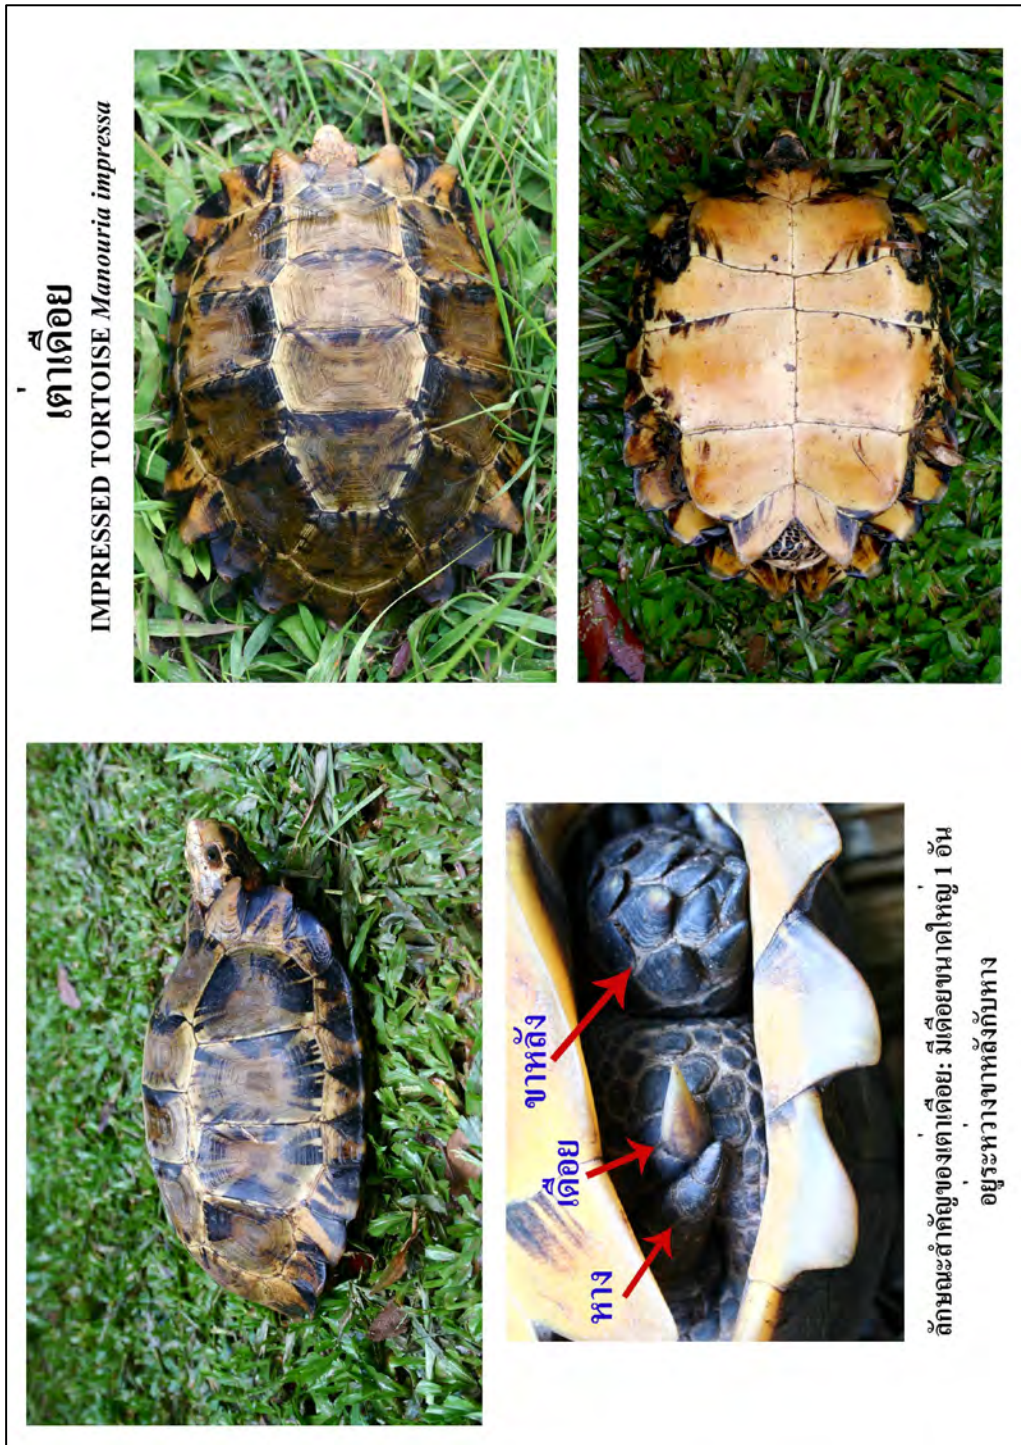 เต่าเดือย
IMPRESSED TORTOISE Manouria impressa
ขาหลัง
เดือย
หาง
ลักษณะสำคัญของเต่าเดือย: มีเดือยขนาดใหญ่ 1 อัน
อยู่ระหว่างขาหลังกับหาง